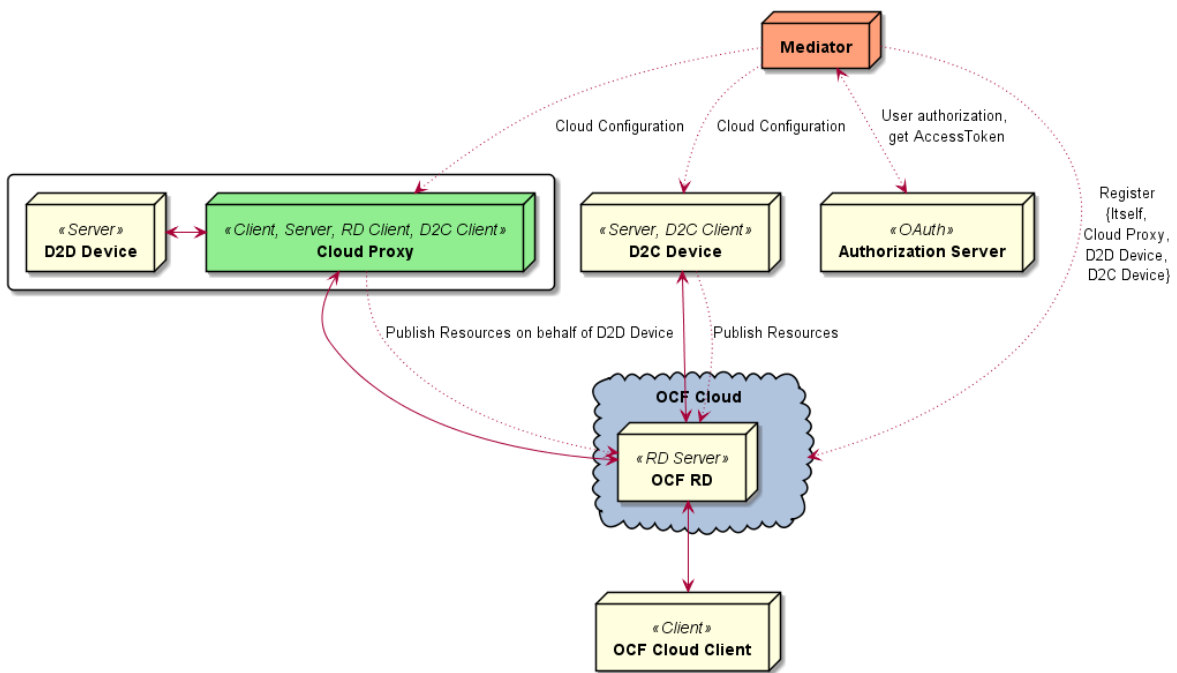 Mediator
Cloud Configuration
Cloud Configuration
User authorization,
get AccessToken
Register
{Itself,
Cloud Proxy,
D2D Device,
D2C Device}
«Server»
D2D Device
«Client, Server, RD Client, D2C Client»
Cloud Proxy
«Server, D2C Client»
D2C Device
«OAuth»
Authorization Server
Publish Resources on behalf of D2D Device
Publish Resources
OCF Cloud
«RD Server»
OCF RD
«Client»
OCF Cloud Client